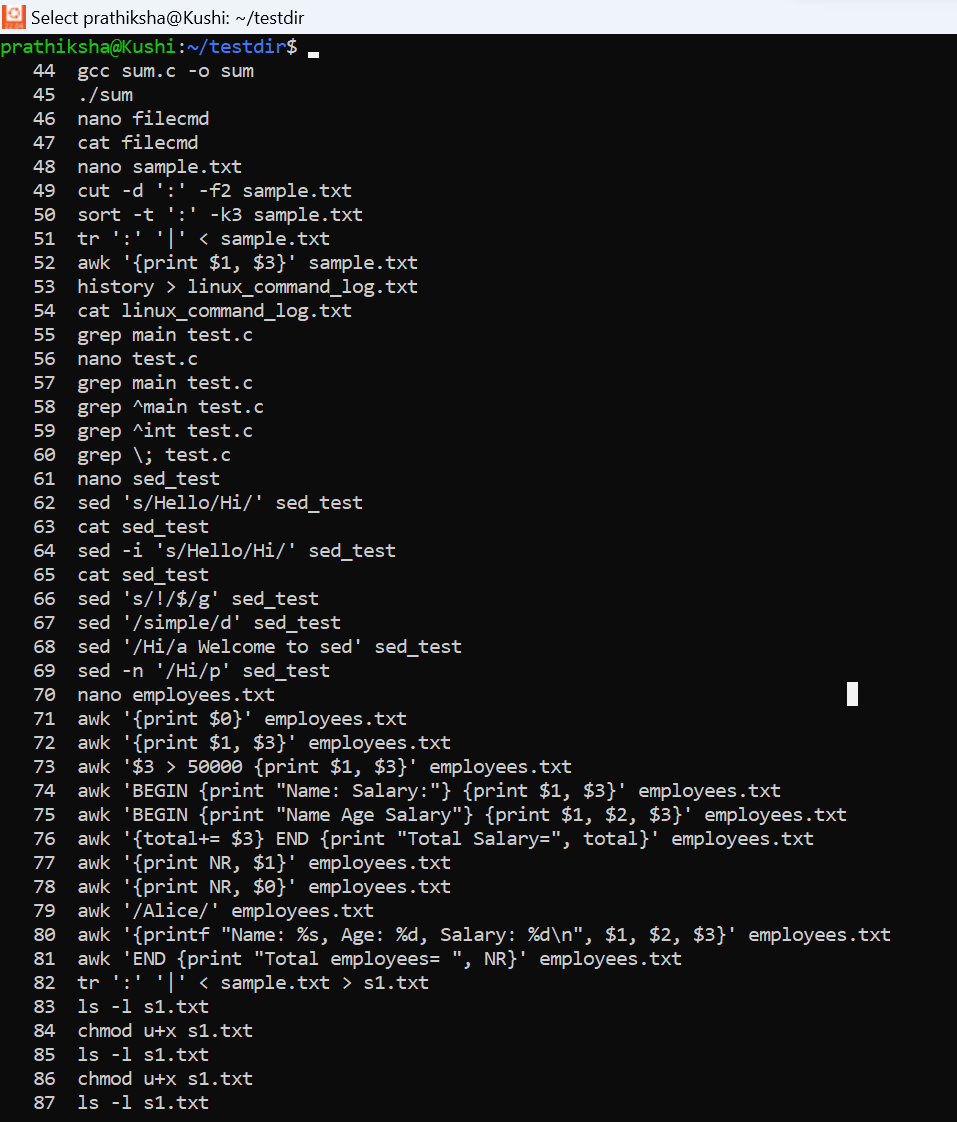 Select prathiksha@Kushi: ~/testdir
prathiksha@Kushi:~/testdir$
44 gcc sum.c -o sum
45 ./sum
46 nano filecmd
47 cat filecmd
48 nano sample.txt
49 cut -d ':' -f2 sample.txt
50 sort -t ':' -k3 sample.txt
51 tr ':' '|' < sample.txt
52 awk '{print $1, $3}' sample.txt
53 history > linux_command_log.txt
54 cat linux_command_log.txt
55 grep main test.c
56 nano test.c
57 grep main test.c
58 grep ^main test.c
59 grep ^int test.c
60 grep \; test.c
61 nano sed_test
62 sed 's/Hello/Hi/' sed_test
63 cat sed_test
64 sed -i 's/Hello/Hi/' sed_test
65 cat sed_test
66 sed 's/!/$/g' sed_test
67 sed '/simple/d' sed_test
68 sed '/Hi/a Welcome to sed' sed_test
69 sed -n '/Hi/p' sed_test
70 nano employees.txt
71 awk '{print $0}' employees.txt
72 awk '{print $1, $3}' employees.txt
73 awk '$3 > 50000 {print $1, $3}' employees.txt
74 awk 'BEGIN {print "Name: Salary:"} {print $1, $3}' employees.txt
75 awk 'BEGIN {print "Name Age Salary"} {print $1, $2, $3}' employees.txt
76 awk '{total+= $3} END {print "Total Salary=", total}' employees.txt
77 awk '{print NR, $1}' employees.txt
78 awk '{print NR, $0}' employees.txt
79 awk '/Alice/' employees.txt
80 awk '{printf "Name: %s, Age: %d, Salary: %d\n", $1, $2, $3}' employees.txt
81 awk 'END {print "Total employees= ", NR}' employees.txt
82 tr ':' '|' < sample.txt > s1.txt
83 ls -l s1.txt
84 chmod u+x s1.txt
85 ls -l s1.txt
86 chmod u+x s1.txt
87 ls -l s1.txt